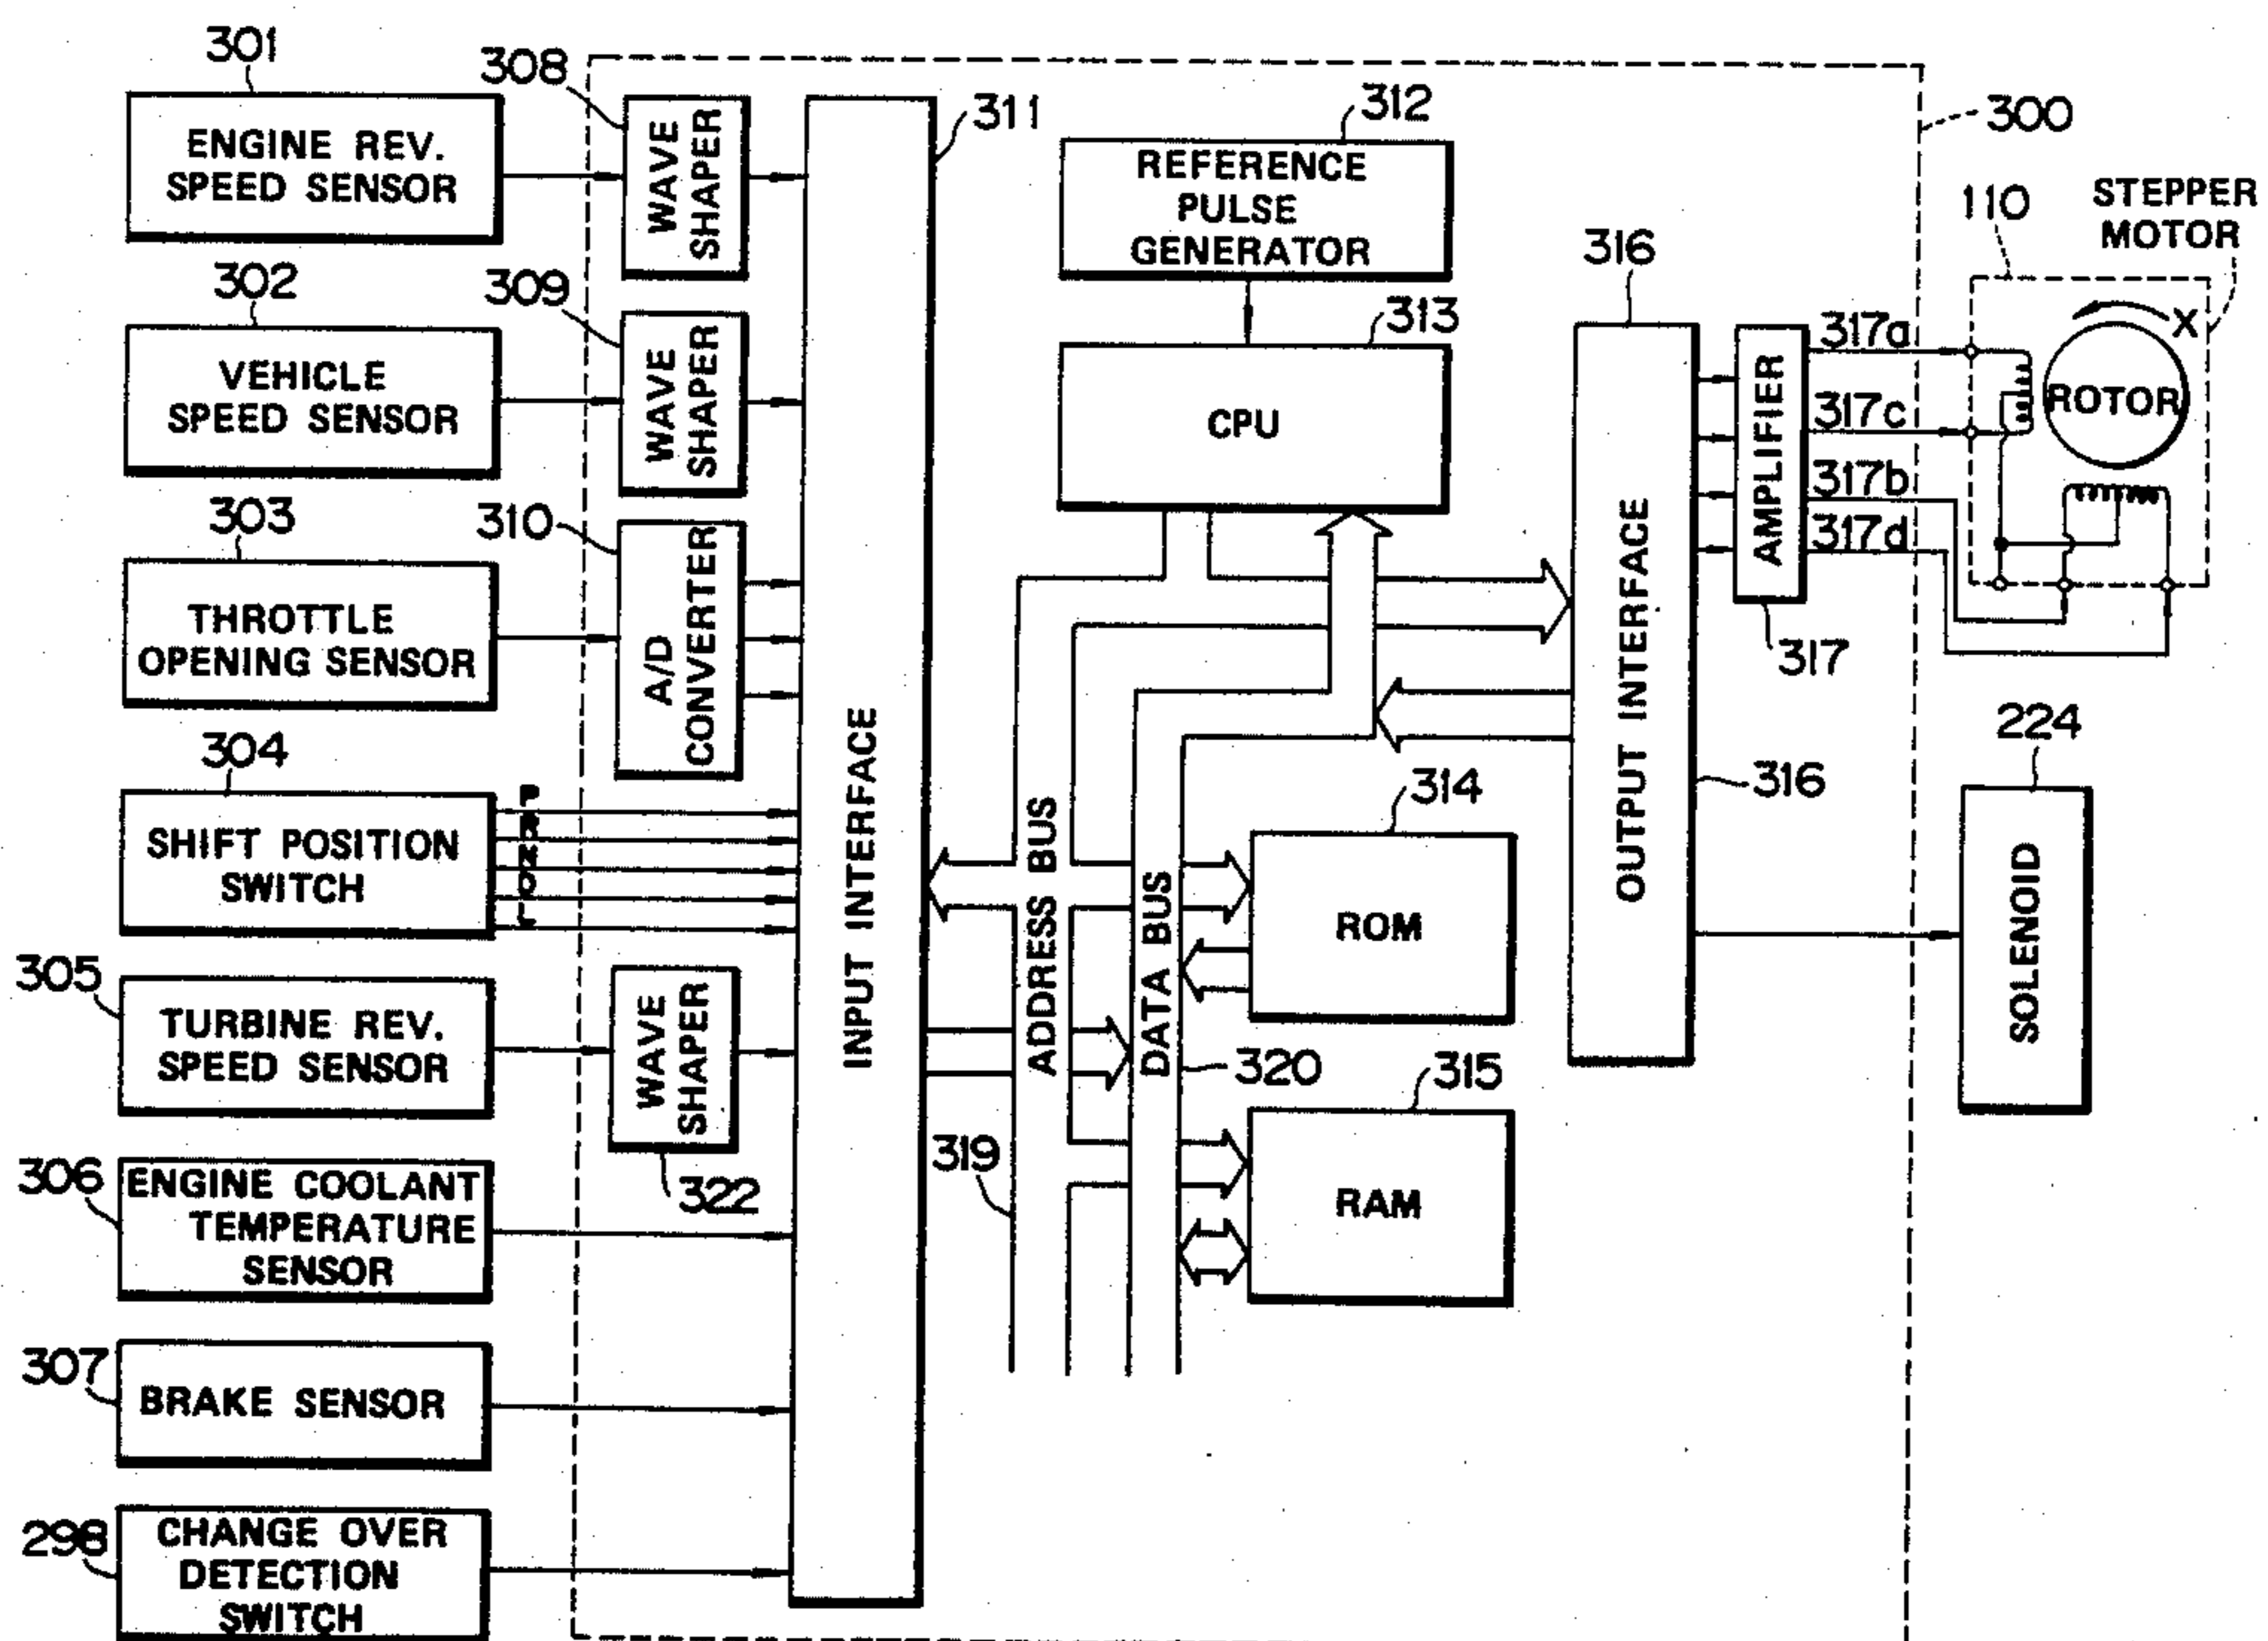 301
ENGINE REV.
SPEED SENSOR
302
VEHICLE
SPEED SENSOR
303
THROTTLE
OPENING SENSOR
304
SHIFT POSITION
SWITCH
P
R
N
D
L
305
TURBINE REV.
SPEED SENSOR
306
ENGINE COOLANT
TEMPERATURE
SENSOR
307
BRAKE SENSOR
298
CHANGE OVER
DETECTION
SWITCH
308
WAVE
SHAPER
309
WAVE
SHAPER
310
A/D
CONVERTER
WAVE
SHAPER
322
311
INPUT INTERFACE
312
REFERENCE
PULSE
GENERATOR
313
CPU
ADDRESS BUS
319
DATA BUS
320
314
ROM
315
RAM
316
OUTPUT INTERFACE
316
AMPLIFIER
317
317a
317c
317b
317d
300
110
STEPPER
MOTOR
X
ROTOR
224
SOLENOID